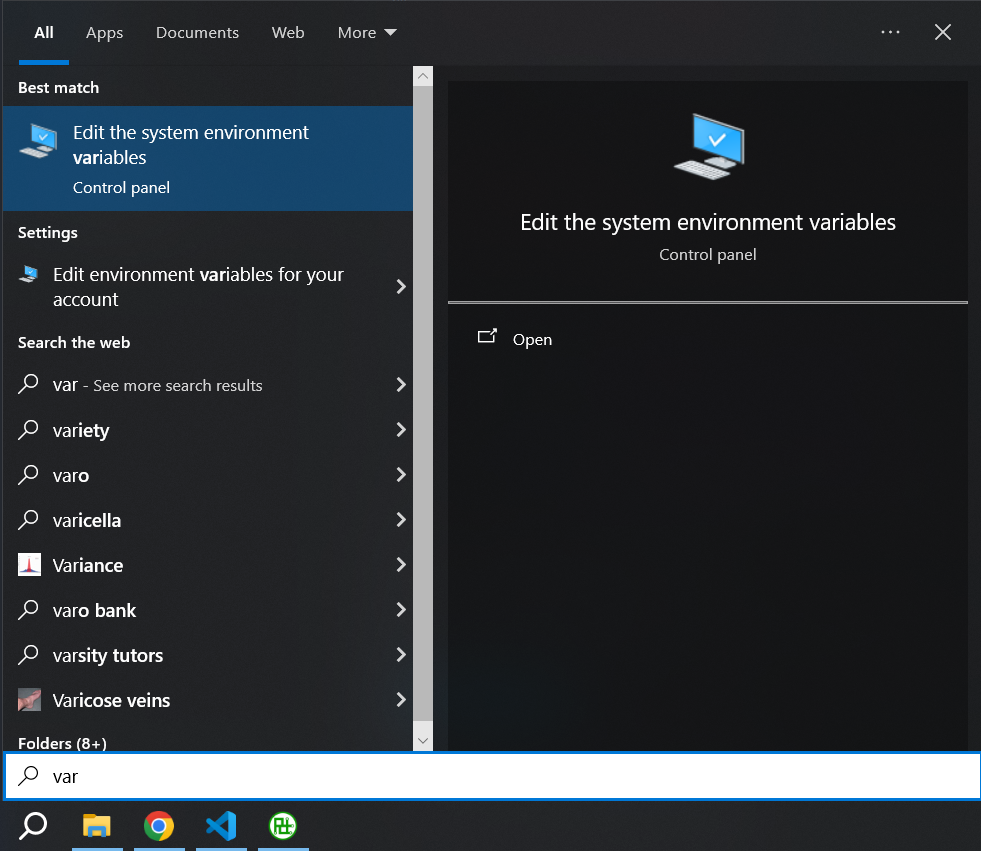 All
Apps
Documents
Web
More
Best match
Edit the system environment
variables
Control panel
Settings
Edit environment variables for your
account
Search the web
var - See more search results
variety
varo
varicella
Variance
varo bank
varsity tutors
Varicose veins
Folders (8+)
Edit the system environment variables
Control panel
Open
var